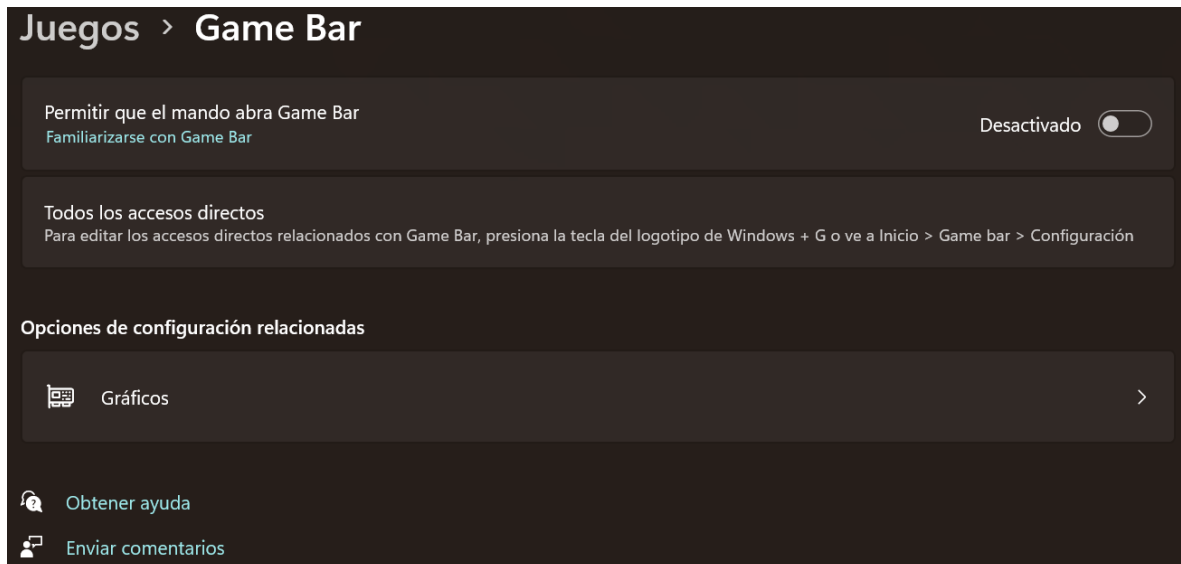 Juegos > Game Bar
Permitir que el mando abra Game Bar
Familiarizarse con Game Bar
Desactivado
Todos los accesos directos
Para editar los accesos directos relacionados con Game Bar, presiona la tecla del logotipo de Windows + G o ve a Inicio > Game bar > Configuración
Opciones de configuración relacionadas
Gráficos
Obtener ayuda
Enviar comentarios